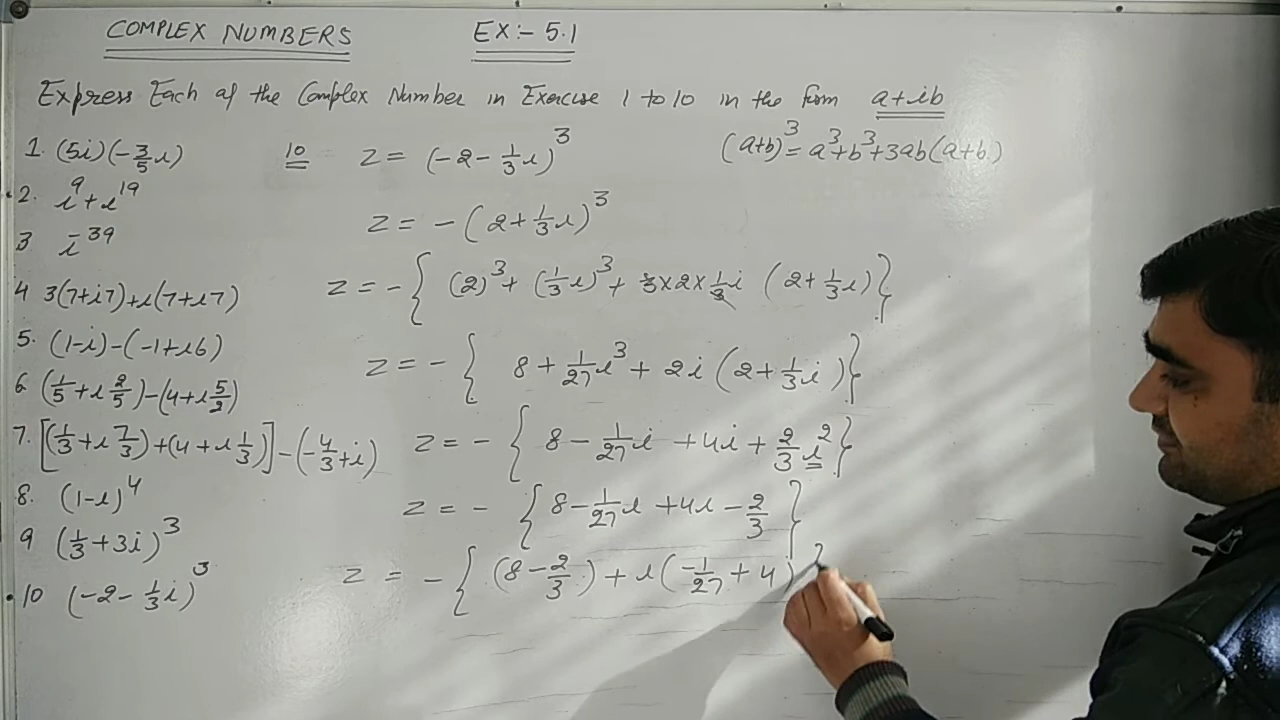 COMPLEX NUMBERS EX:- 5.1
Express Each of the Complex Number in Exercise 1 to 10 in the form a+ib
1. (5i)(-3/5 i)
2. i⁹+i¹⁹
3 i⁻³⁹
4 3(7+i7)+i(7+i7)
5. (1-i)-(-1+i6)
6 (1/5+i 2/5)-(4+i 5/2)
7. [(1/3+i 7/3)+(4+i 1/3)]-(-4/3+i)
8. (1-i)⁴
9 (1/3+3i)³
10 (-2-1/3 i)³
10 z = (-2-1/3 i)³
z = -(2+1/3 i)³
z = -{(2)³+(1/3 i)³+3×2×1/3 i (2+1/3 i)}
z = -{8+1/27 i³+2i(2+1/3 i)}
z = -{8-1/27 i+4i+2/3 i²}
z = -{8-1/27 i+4i-2/3}
z = -{(8-2/3)+i(-1/27+4)}
(a+b)³=a³+b³+3ab(a+b)